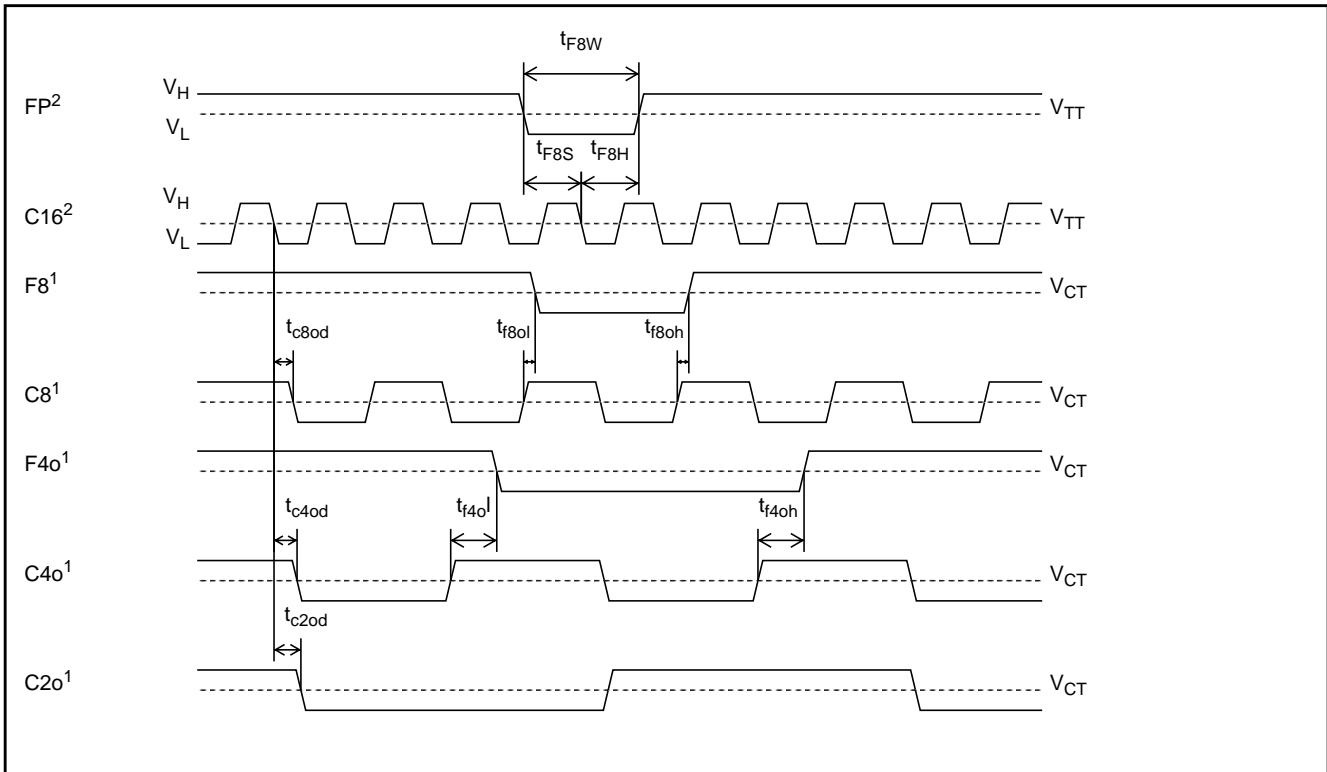 tF8W
VH
FP2
VTT
VL
tF8S
tF8H
VH
C162
VTT
VL
F81
VCT
tc8od
tf8ol
tf8oh
C81
VCT
F4o1
VCT
tc4od
tf4ol
tf4oh
C4o1
VCT
tc2od
C2o1
VCT